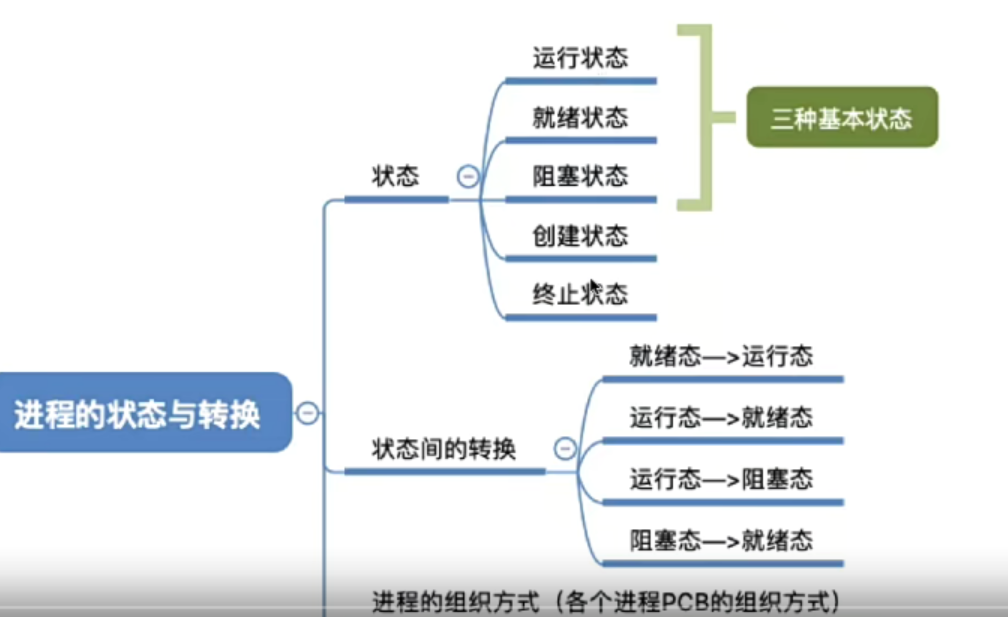 运行状态
就绪状态
三种基本状态
阻塞状态
状态
创建状态
终止状态
进程的状态与转换
就绪态—>运行态
运行态—>就绪态
状态间的转换
运行态—>阻塞态
阻塞态—>就绪态
进程的组织方式（各个进程PCB的组织方式）